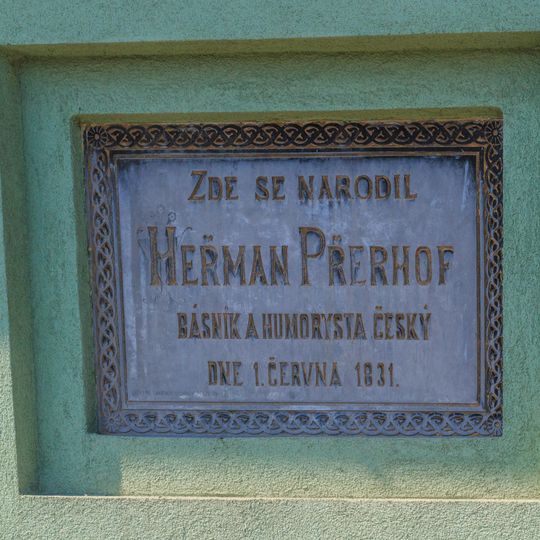 ZDE SE NARODIL
HEŘMAN PŘERHOF
BÁSNÍK A HUMORYSTA ČESKÝ
DNE 1. ČERVNA 1831.